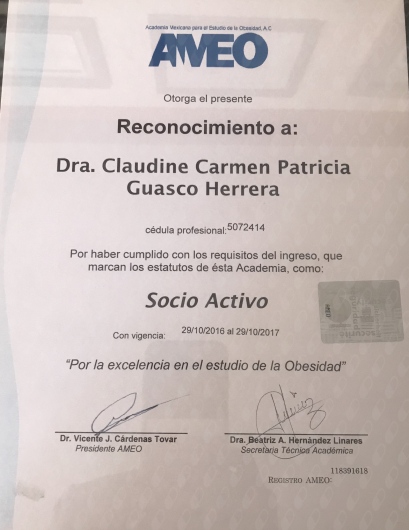 Academia Mexicana para el Estudio de la Obesidad, A.C
AMEO
Otorga el presente
Reconocimiento a:
Dra. Claudine Carmen Patricia
Guasco Herrera
cédula profesional:5072414
Por haber cumplido con los requisitos del ingreso, que
marcan los estatutos de ésta Academia, como:
Socio Activo
Con vigencia: 29/10/2016 al 29/10/2017
“Por la excelencia en el estudio de la Obesidad”
Dr. Vicente J. Cárdenas Tovar
Presidente AMEO
Dra. Beatriz A. Hernández Linares
Secretaria Técnica Académica
118391618
Registro AMEO: